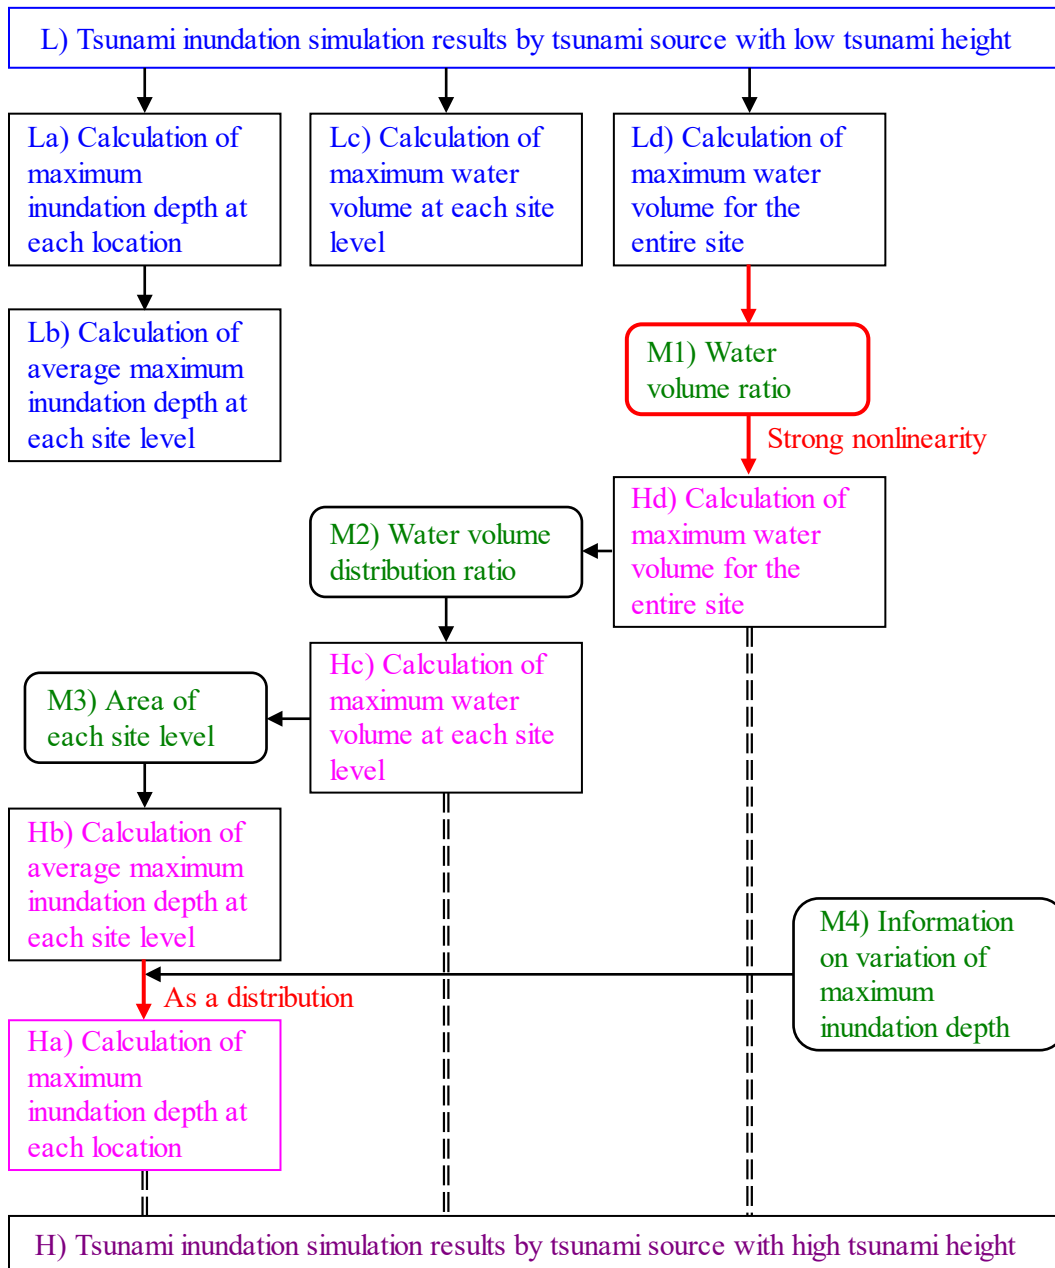 L) Tsunami inundation simulation results by tsunami source with low tsunami height
La) Calculation of
maximum
inundation depth at
each location
Lc) Calculation of
maximum water
volume at each site
level
Ld) Calculation of
maximum water
volume for the
entire site
Lb) Calculation of
average maximum
inundation depth at
each site level
M1) Water
volume ratio
Strong nonlinearity
Hd) Calculation of
maximum water
volume for the
entire site
M2) Water volume
distribution ratio
Hc) Calculation of
maximum water
volume at each site
level
M3) Area of
each site level
Hb) Calculation of
average maximum
inundation depth at
each site level
M4) Information
on variation of
maximum
inundation depth
As a distribution
Ha) Calculation of
maximum
inundation depth at
each location
H) Tsunami inundation simulation results by tsunami source with high tsunami height